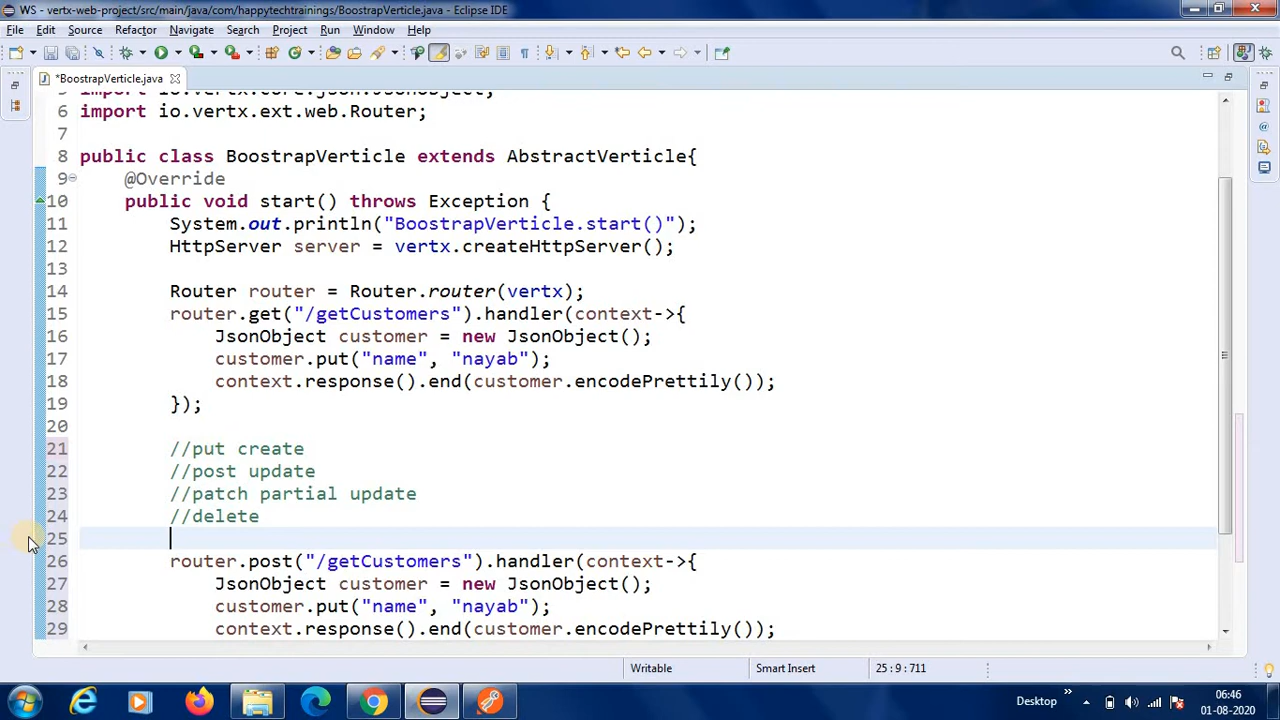 WS - vertx-web-project/src/main/java/com/happytechtrainings/BoostrapVerticle.java - Eclipse IDE
File Edit Source Refactor Navigate Search Project Run Window Help
*BoostrapVerticle.java
5 import io.vertx.core.json.JsonObject;
6 import io.vertx.ext.web.Router;
7
8 public class BoostrapVerticle extends AbstractVerticle{
9 @Override
10 public void start() throws Exception {
11 System.out.println("BoostrapVerticle.start()");
12 HttpServer server = vertx.createHttpServer();
13
14 Router router = Router.router(vertx);
15 router.get("/getCustomers").handler(context->{
16 JsonObject customer = new JsonObject();
17 customer.put("name", "nayab");
18 context.response().end(customer.encodePrettily());
19 });
20
21 //put create
22 //post update
23 //patch partial update
24 //delete
25
26 router.post("/getCustomers").handler(context->{
27 JsonObject customer = new JsonObject();
28 customer.put("name", "nayab");
29 context.response().end(customer.encodePrettily());
Writable Smart Insert 25 : 9 : 711
Desktop 06:46
01-08-2020